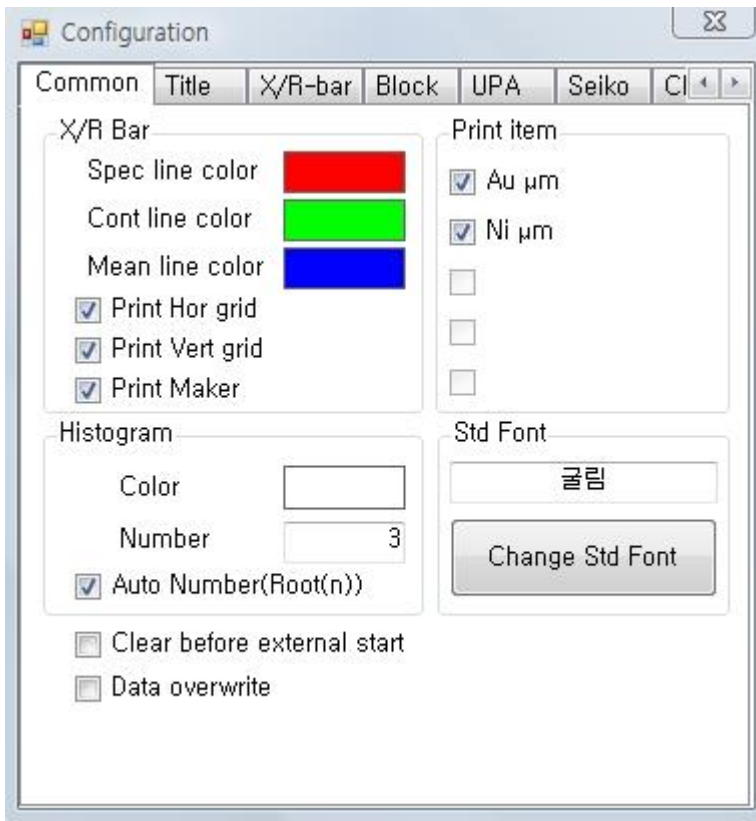 Configuration
Common Title X/R-bar Block UPA Seiko Cl
X/R Bar
Spec line color
Cont line color
Mean line color
Print Hor grid
Print Vert grid
Print Maker
Print item
Au µm
Ni µm
Histogram
Color
Number 3
Auto Number(Root(n))
Std Font
굴림
Change Std Font
Clear before external start
Data overwrite